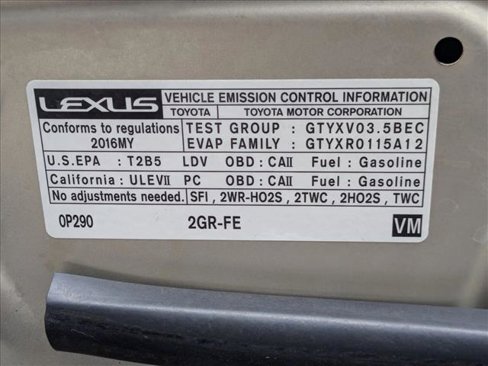 LEXUS VEHICLE EMISSION CONTROL INFORMATION
TOYOTA TOYOTA MOTOR CORPORATION
Conforms to regulations
2016MY
TEST GROUP : GTYXV03.5BEC
EVAP FAMILY : GTYXR0115A12
U.S.EPA : T2B5 LDV OBD : CAII Fuel : Gasoline
California : ULEVII PC OBD : CAII Fuel : Gasoline
No adjustments needed. SFI , 2WR-HO2S , 2TWC , 2HO2S , TWC
0P290 2GR-FE VM